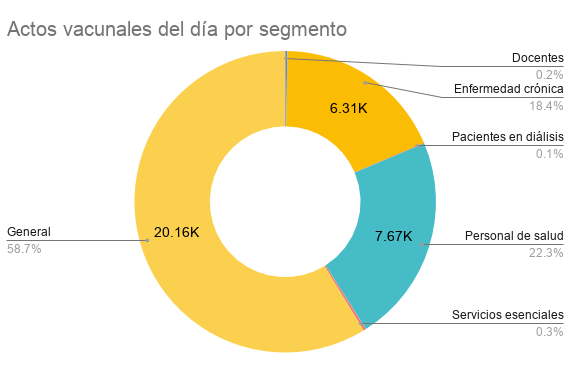 Actos vacunales del día por segmento
Docentes
0.2%
Enfermedad crónica
18.4%
6.31K
Pacientes en diálisis
0.1%
General
58.7%
20.16K
7.67K
Personal de salud
22.3%
Servicios esenciales
0.3%